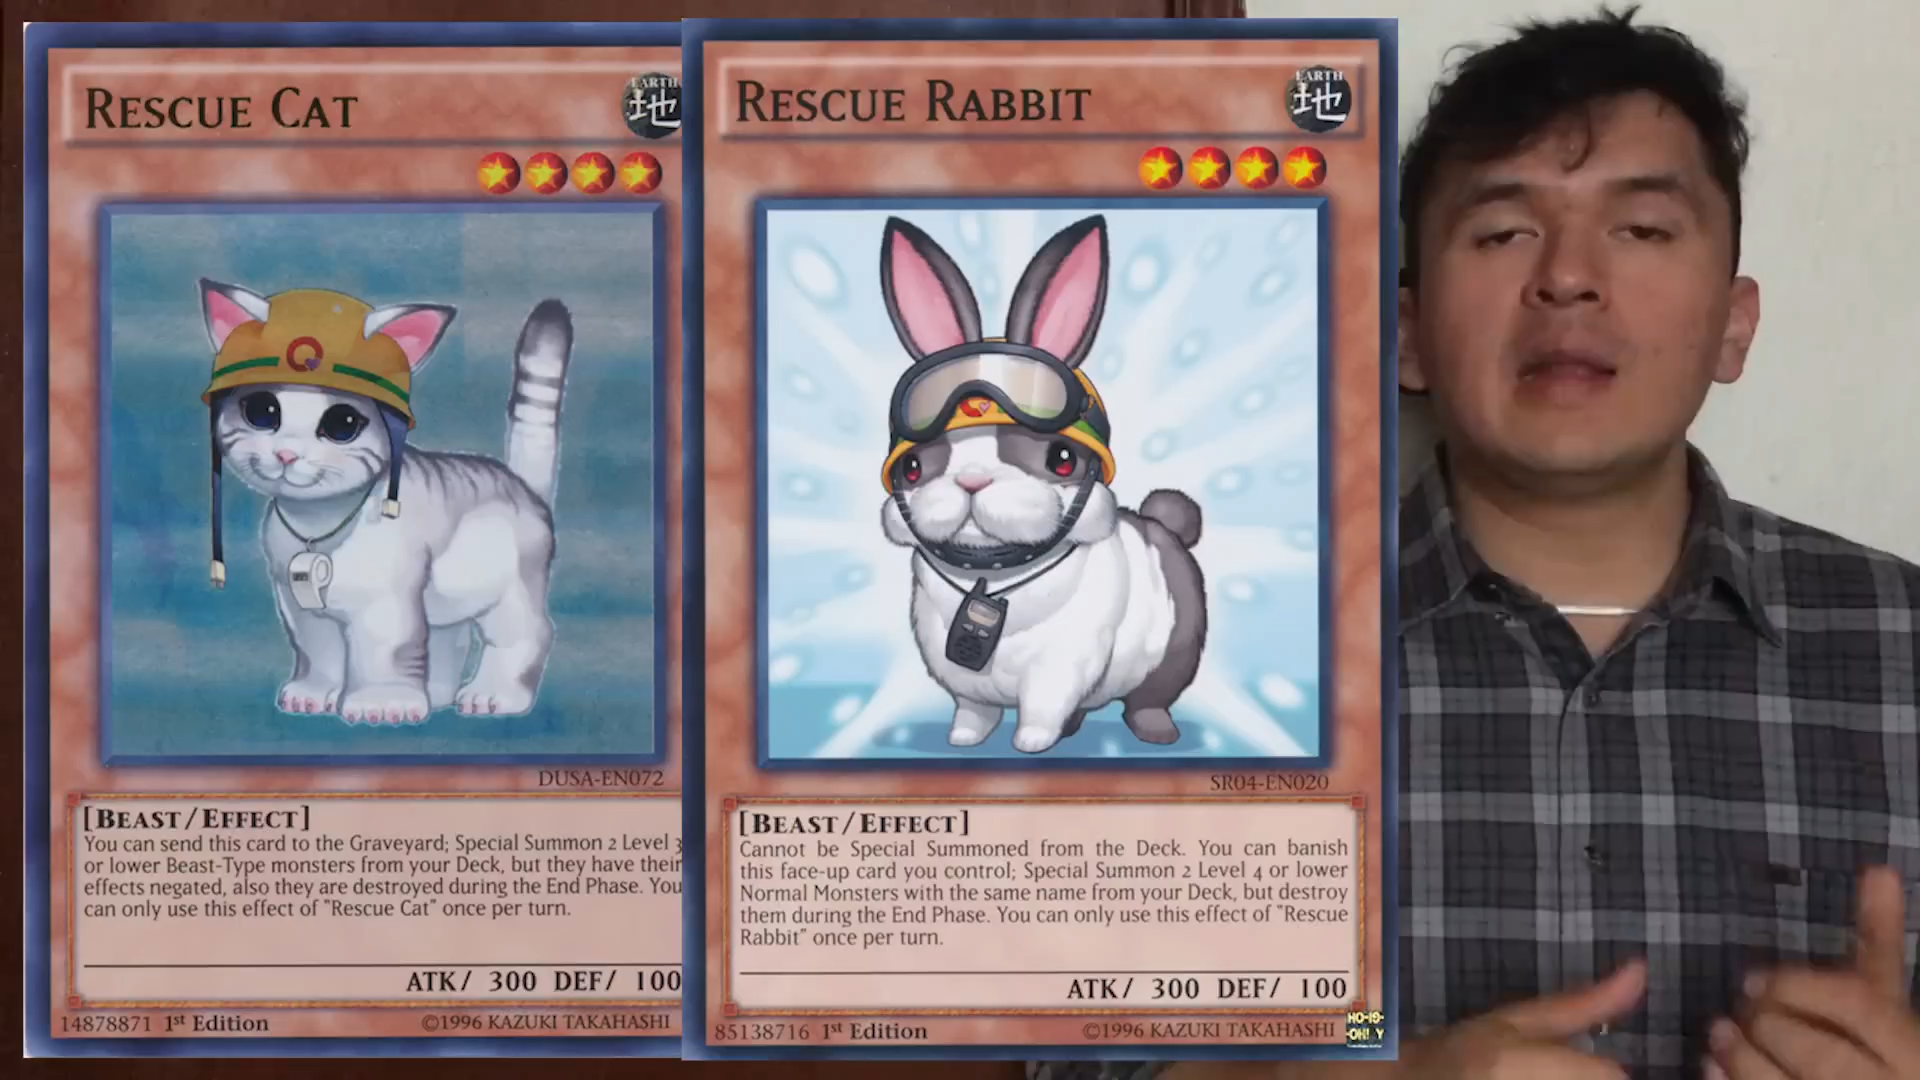 RESCUE CAT
EARTH
地
DUSA-EN072
[BEAST/EFFECT]
You can send this card to the Graveyard; Special Summon 2 Level 3
or lower Beast-Type monsters from your Deck, but they have their
effects negated, also they are destroyed during the End Phase. You
can only use this effect of "Rescue Cat" once per turn.
ATK/ 300 DEF/ 100
14878871 1st Edition ©1996 KAZUKI TAKAHASHI
RESCUE RABBIT
EARTH
地
SR04-EN020
[BEAST/EFFECT]
Cannot be Special Summoned from the Deck. You can banish
this face-up card you control; Special Summon 2 Level 4 or lower
Normal Monsters with the same name from your Deck, but destroy
them during the End Phase. You can only use this effect of "Rescue
Rabbit" once per turn.
ATK/ 300 DEF/ 100
85138716 1st Edition ©1996 KAZUKI TAKAHASHI